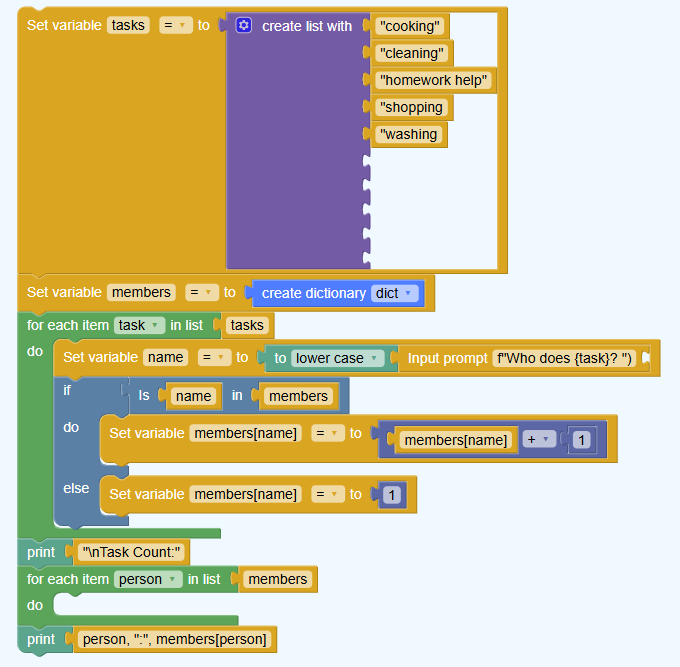 Set variable tasks = to create list with "cooking"
"cleaning"
"homework help"
"shopping
"washing
Set variable members = to create dictionary dict
for each item task in list tasks
do Set variable name = to to lower case Input prompt f"Who does {task}? ")
if Is name in members
do Set variable members[name] = to members[name] + 1
else Set variable members[name] = to 1
print "\nTask Count:"
for each item person in list members
do
print person, ":", members[person]